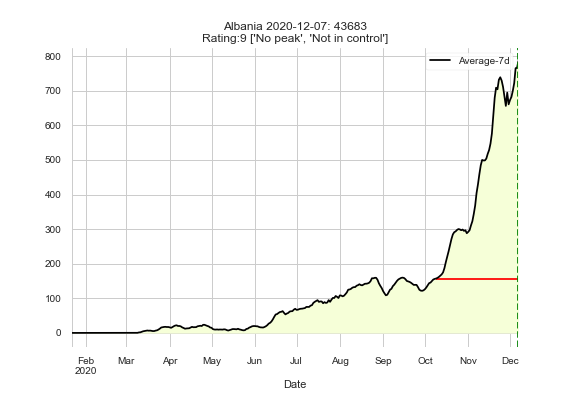 Albania 2020-12-07: 43683
Rating:9 ['No peak', 'Not in control']
Average-7d
800
700
600
500
400
300
200
100
0
Feb Mar Apr May Jun Jul Aug Sep Oct Nov Dec
2020
Date